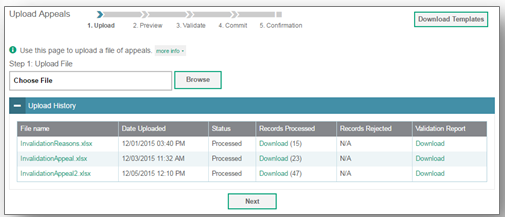 Upload Appeals
Download Templates
1. Upload 2. Preview 3. Validate 4. Commit 5. Confirmation
Use this page to upload a file of appeals. more info
Step 1: Upload File
Choose File Browse
Upload History
File name Date Uploaded Status Records Processed Records Rejected Validation Report
InvalidationReasons.xlsx 12/01/2015 03:40 PM Processed Download (15) N/A Download
InvalidationAppeal.xlsx 12/03/2015 11:32 AM Processed Download (23) N/A Download
InvalidationAppeal2.xlsx 12/05/2015 12:10 PM Processed Download (47) N/A Download
Next